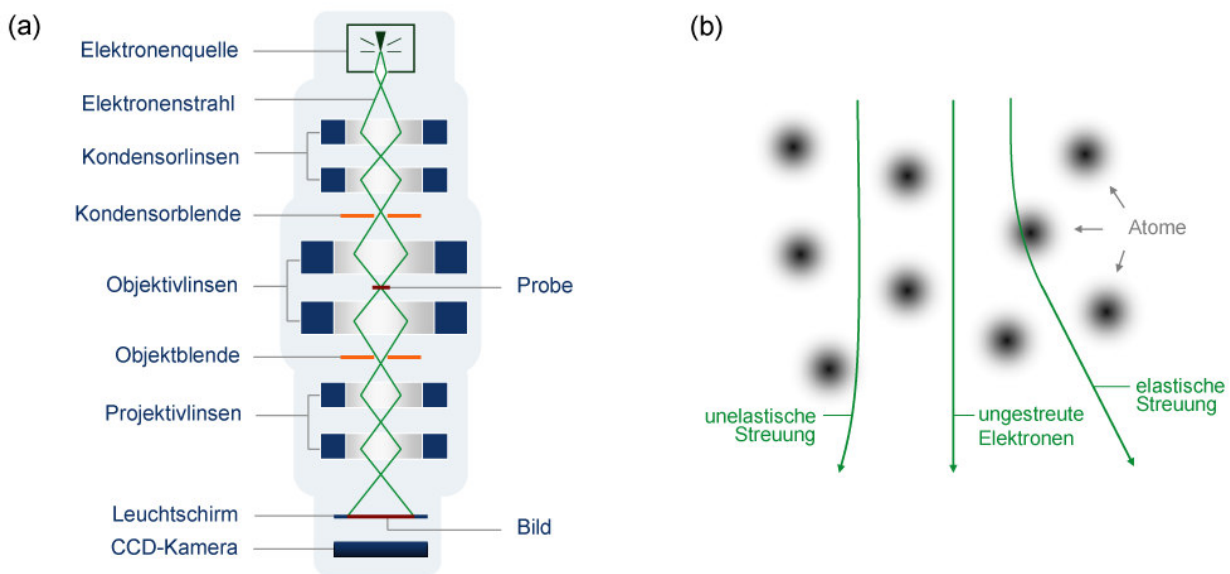 (a)
Elektronenquelle
Elektronenstrahl
Kondensorlinsen
Kondensorblende
Objektivlinsen
Probe
Objektblende
Projektivlinsen
Leuchtschirm
Bild
CCD-Kamera
(b)
Atome
unelastische
Streuung
ungestreute
Elektronen
elastische
Streuung